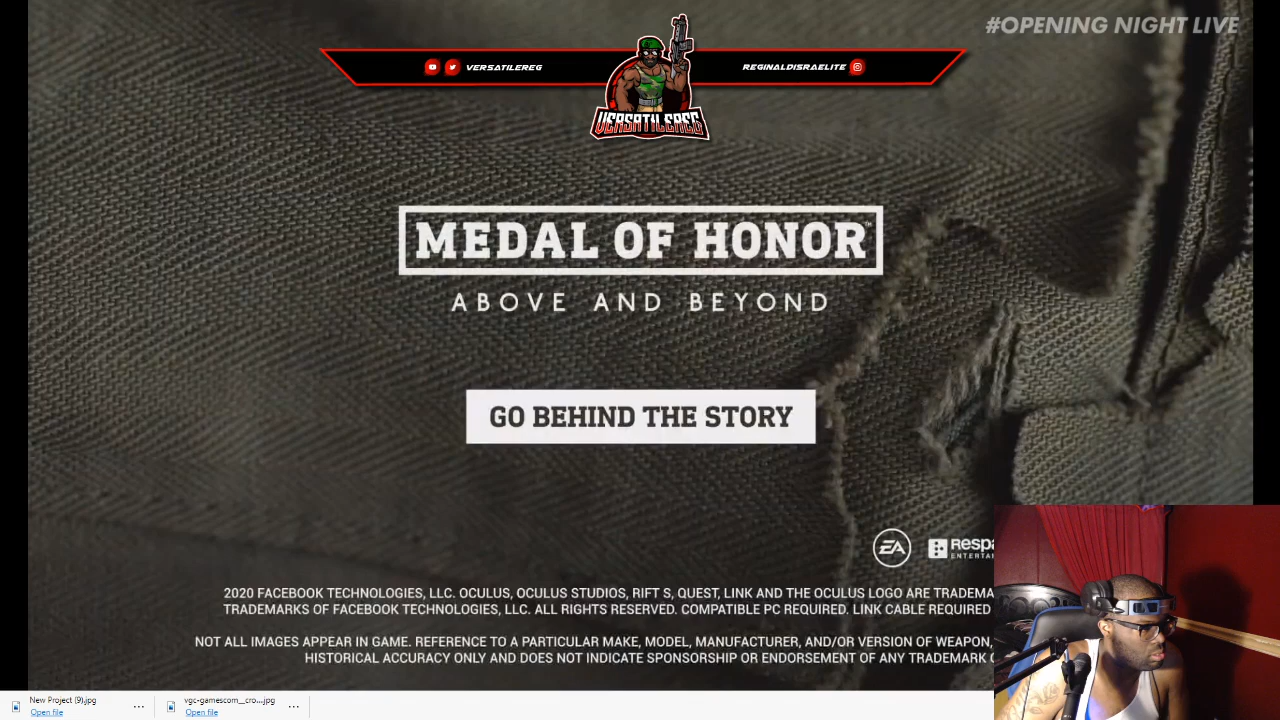 #OPENING NIGHT LIVE
VERSATILEREG
REGINALDISRAELITE
VERSATILEREG
MEDAL OF HONOR™
ABOVE AND BEYOND
GO BEHIND THE STORY
EA
2020 FACEBOOK TECHNOLOGIES, LLC. OCULUS, OCULUS STUDIOS, RIFT S, QUEST, LINK AND THE OCULUS LOGO ARE
TRADEMARKS OF FACEBOOK TECHNOLOGIES, LLC. ALL RIGHTS RESERVED. COMPATIBLE PC REQUIRED. LINK CABLE REQUIRED
NOT ALL IMAGES APPEAR IN GAME. REFERENCE TO A PARTICULAR MAKE, MODEL, MANUFACTURER, AND/OR VERSION OF WEAPON,
HISTORICAL ACCURACY ONLY AND DOES NOT INDICATE SPONSORSHIP OR ENDORSEMENT OF ANY TRADEMARK
New Project (9).jpg
Open file
vgc-gamescom__cro....jpg
Open file